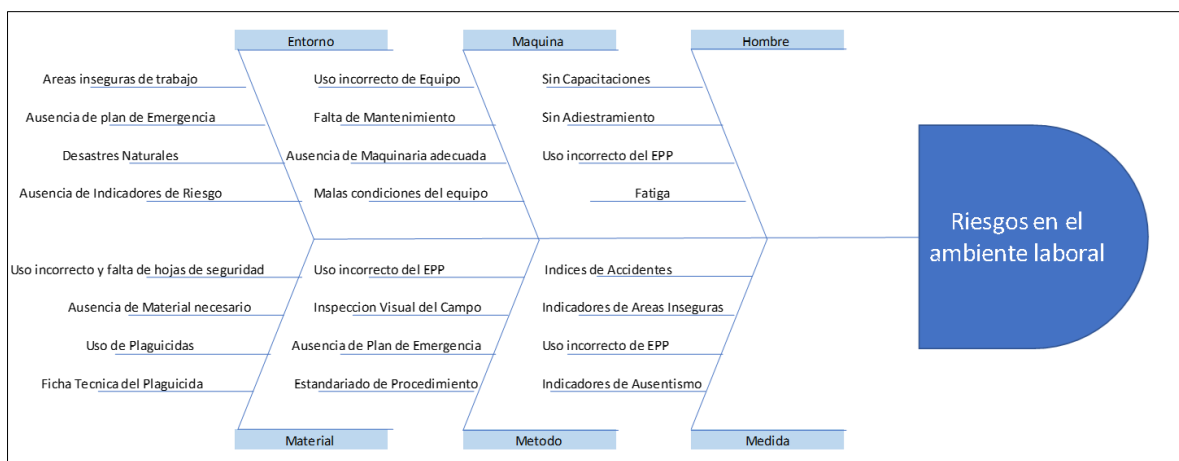 Entorno
Maquina
Hombre
Areas inseguras de trabajo
Uso incorrecto de Equipo
Sin Capacitaciones
Ausencia de plan de Emergencia
Falta de Mantenimiento
Sin Adiestramiento
Desastres Naturales
Ausencia de Maquinaria adecuada
Uso incorrecto del EPP
Ausencia de Indicadores de Riesgo
Malas condiciones del equipo
Fatiga
Riesgos en el
ambiente laboral
Uso incorrecto y falta de hojas de seguridad
Uso incorrecto del EPP
Indices de Accidentes
Ausencia de Material necesario
Inspeccion Visual del Campo
Indicadores de Areas Inseguras
Uso de Plaguicidas
Ausencia de Plan de Emergencia
Uso incorrecto de EPP
Ficha Tecnica del Plaguicida
Estandariado de Procedimiento
Indicadores de Ausentismo
Material
Metodo
Medida